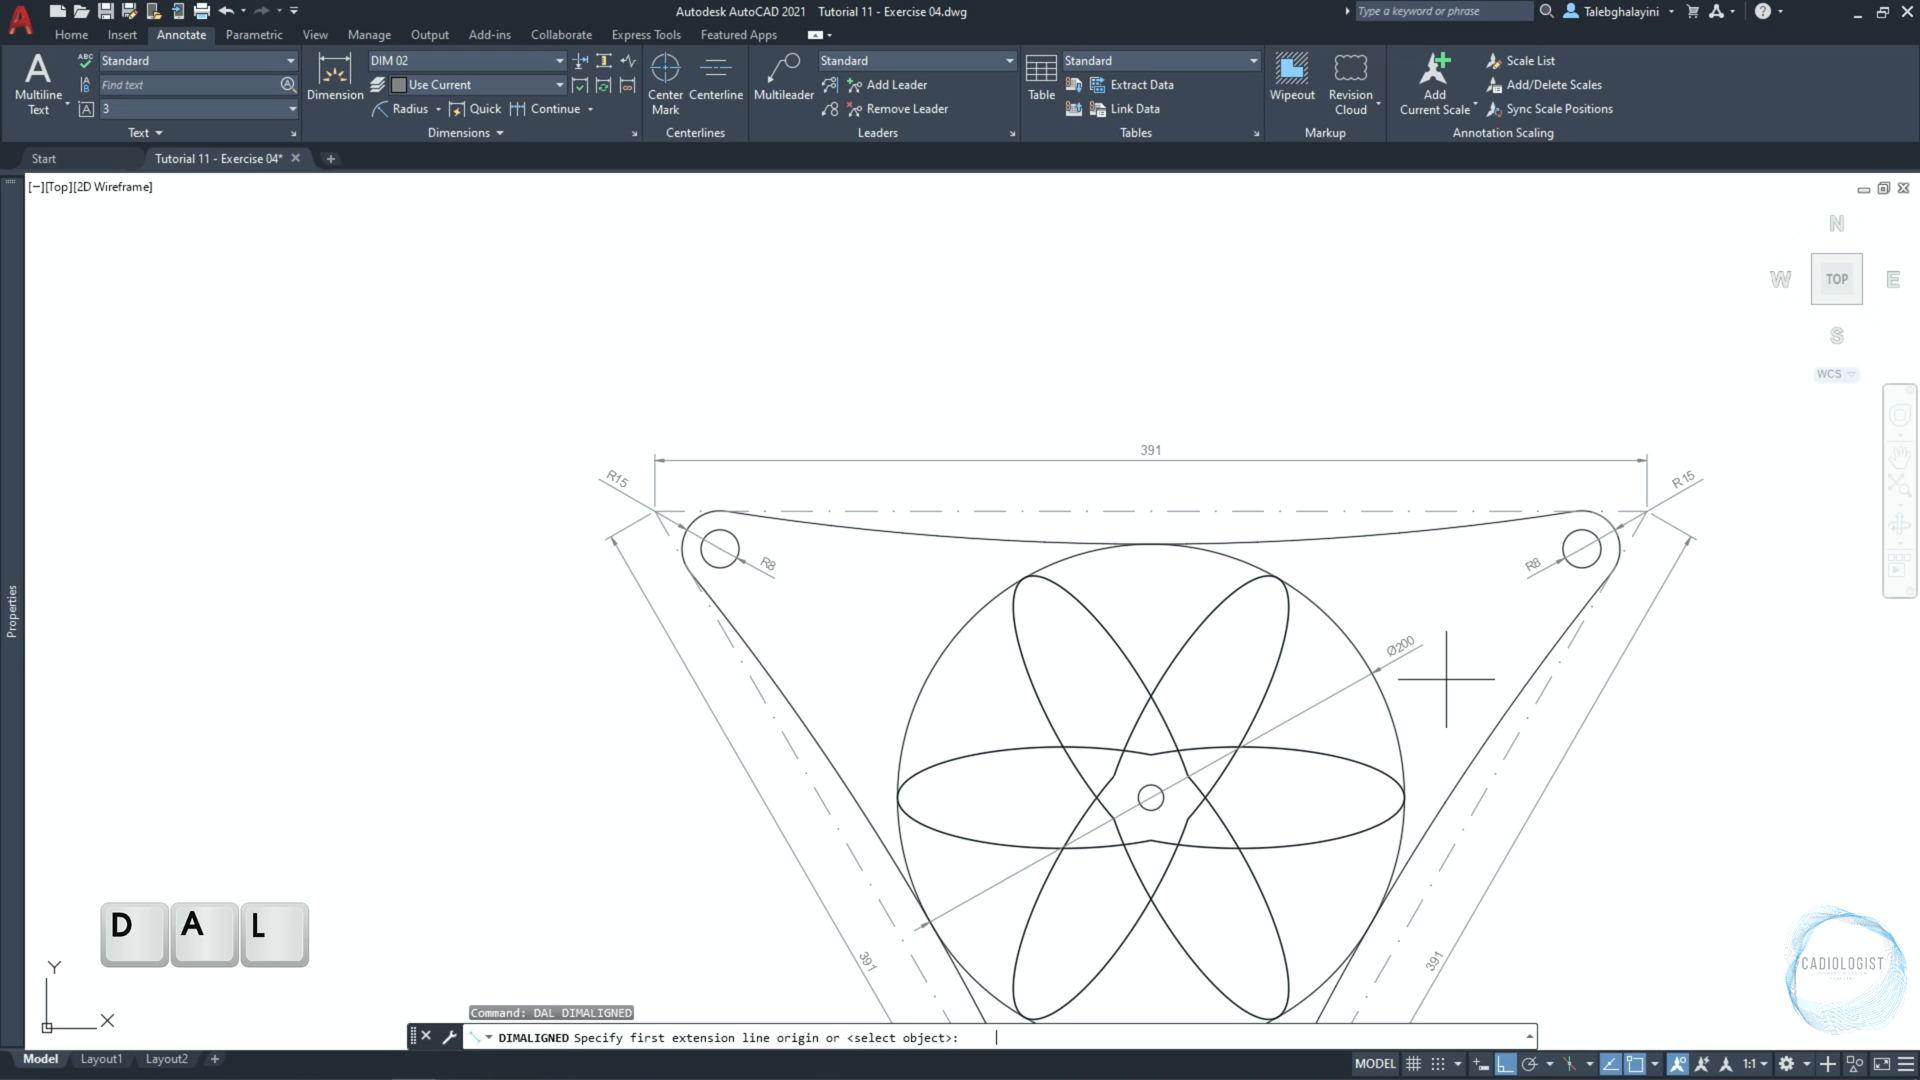 Autodesk AutoCAD 2021 Tutorial 11 - Exercise 04.dwg
Type a keyword or phrase
Talebghalayini
Home Insert Annotate Parametric View Manage Output Add-ins Collaborate Express Tools Featured Apps
Multiline Text
ABC
Standard
Find text
3
Text
Dimension
DIM 02
Use Current
Radius Quick Continue
Dimensions
Center Mark
Centerline
Centerlines
Multileader
Standard
Add Leader
Remove Leader
Leaders
Table
Standard
Extract Data
Link Data
Tables
Wipeout
Revision Cloud
Markup
Add Current Scale
Scale List
Add/Delete Scales
Sync Scale Positions
Annotation Scaling
Start
Tutorial 11 - Exercise 04*
[−][Top][2D Wireframe]
N
W TOP E
S
WCS
Properties
391
R15
R15
R8
R8
Ø200
391
391
D A L
Y
X
CADIOLOGIST
Command: DAL DIMALIGNED
DIMALIGNED Specify first extension line origin or <select object>:
Model Layout1 Layout2
MODEL
1:1